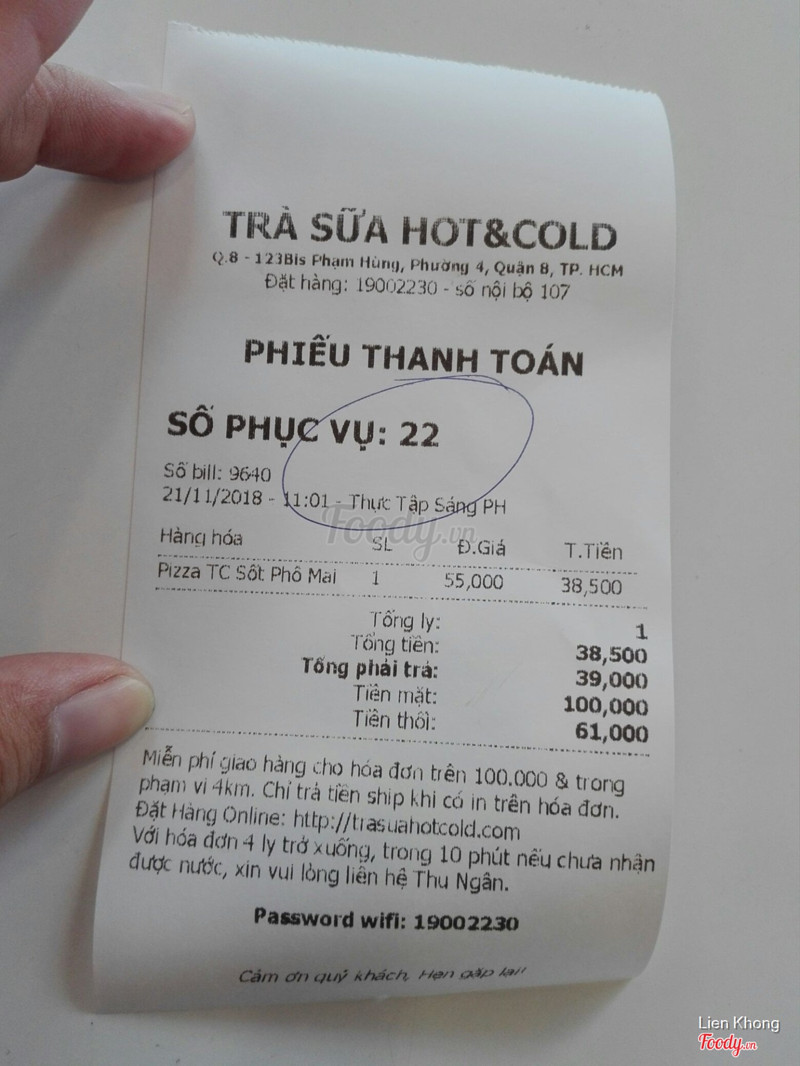 TRÀ SỮA HOT&COLD
Q.8 - 123Bis Phạm Hùng, Phường 4, Quận 8, TP. HCM
Đặt hàng: 19002230 - số nội bộ 107
PHIẾU THANH TOÁN
SỐ PHỤC VỤ: 22
Số bill: 9640
21/11/2018 - 11:01 - Thực Tập Sáng PH
Foody.vn
Hàng hóa SL Đ.Giá T.Tiền
Pizza TC Sốt Phô Mai 1 55,000 38,500
Tổng ly: 1
Tổng tiền: 38,500
Tổng phải trả: 39,000
Tiền mặt: 100,000
Tiền thối: 61,000
Miễn phí giao hàng cho hóa đơn trên 100.000 & trong
phạm vi 4km. Chỉ trả tiền ship khi có in trên hóa đơn.
Đặt Hàng Online: http://trasuahotcold.com
Với hóa đơn 4 ly trở xuống, trong 10 phút nếu chưa nhận
được nước, xin vui lòng liên hệ Thu Ngân.
Password wifi: 19002230
Cảm ơn quý khách, Hẹn gặp lại!
Lien Khong
Foody.vn